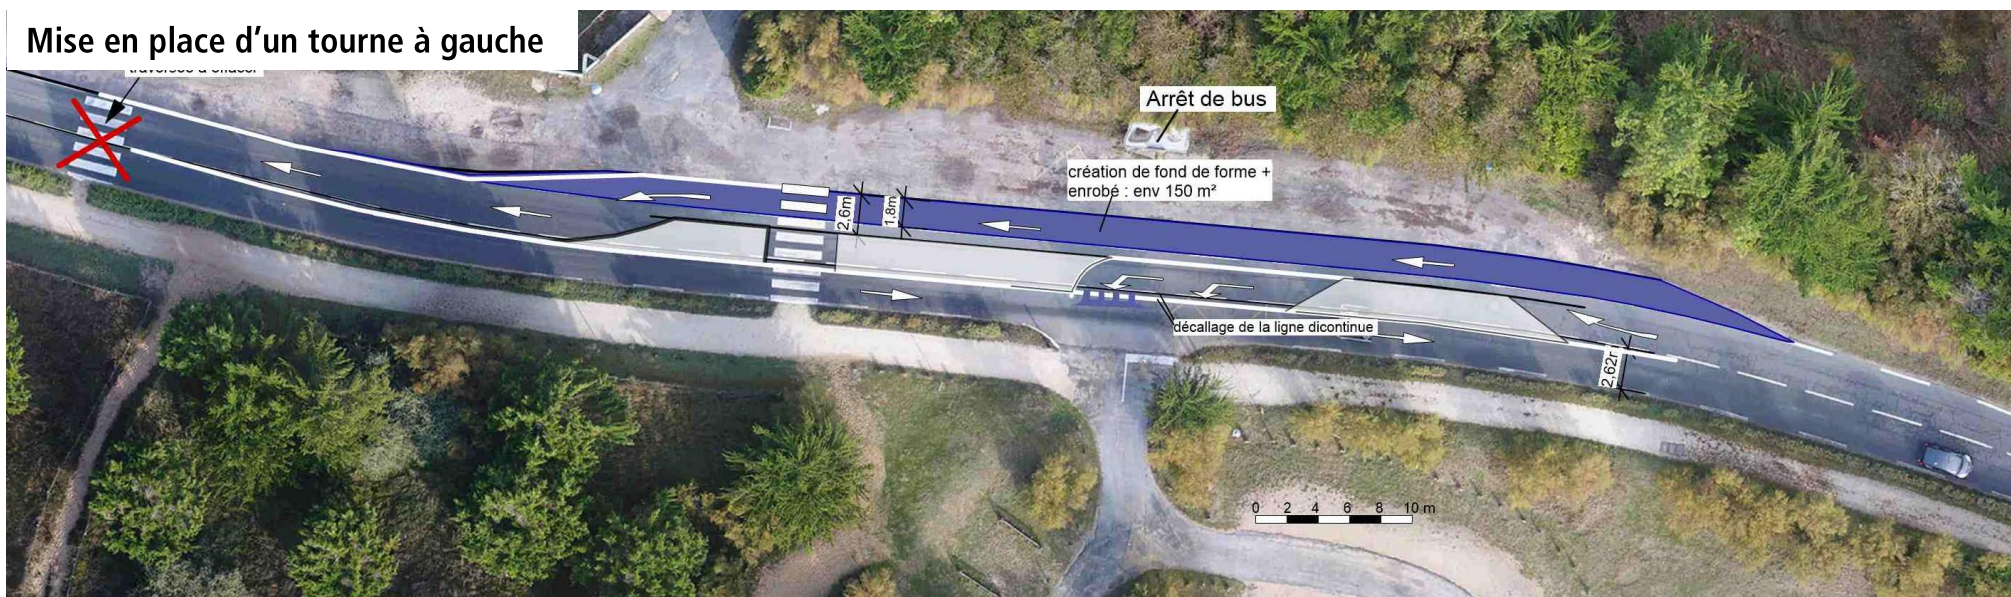 Mise en place d'un tourne à gauche
Arrêt de bus
création de fond de forme +
enrobé : env 150 m²
2,6m
1,8m
décallage de la ligne dicontinue
2,62
0 2 4 6 8 10 m